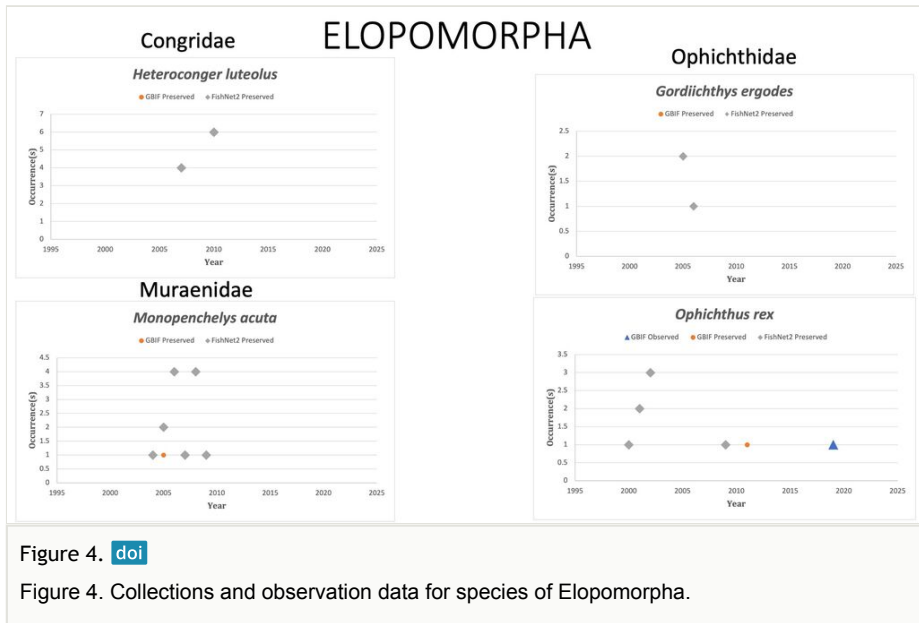 ELOPOMORPHA
Congridae
Heteroconger luteolus
GBIF Preserved FishNet2 Preserved
Occurrence(s)
7
6
5
4
3
2
1
0
1995 2000 2005 2010 2015 2020 2025
Year
Muraenidae
Monopenchelys acuta
GBIF Preserved FishNet2 Preserved
Occurrence(s)
4.5
4
3.5
3
2.5
2
1.5
1
0.5
0
1995 2000 2005 2010 2015 2020 2025
Year
Ophichthidae
Gordiichthys ergodes
GBIF Preserved FishNet2 Preserved
Occurrence(s)
2.5
2
1.5
1
0.5
0
1995 2000 2005 2010 2015 2020 2025
Year
Ophichthus rex
GBIF Observed GBIF Preserved FishNet2 Preserved
Occurrence(s)
3.5
3
2.5
2
1.5
1
0.5
0
1995 2000 2005 2010 2015 2020 2025
Year
Figure 4. doi
Figure 4. Collections and observation data for species of Elopomorpha.